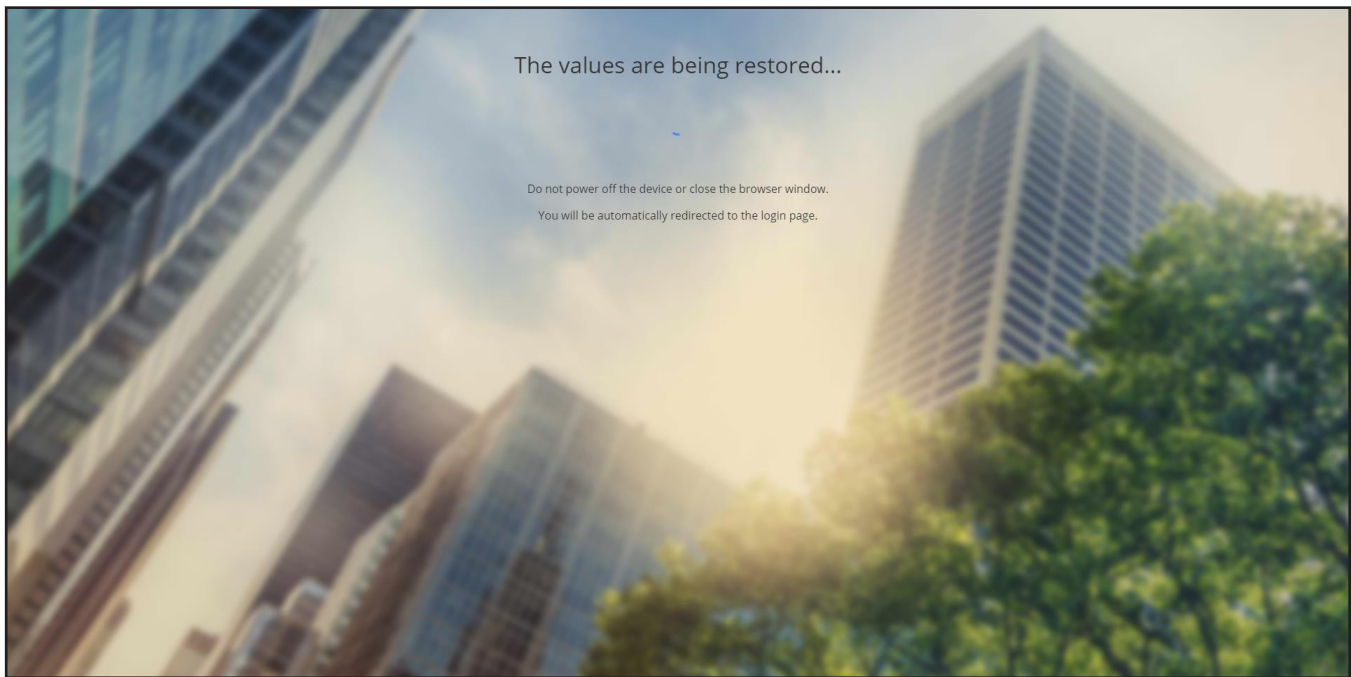 The values are being restored...
Do not power off the device or close the browser window.
You will be automatically redirected to the login page.